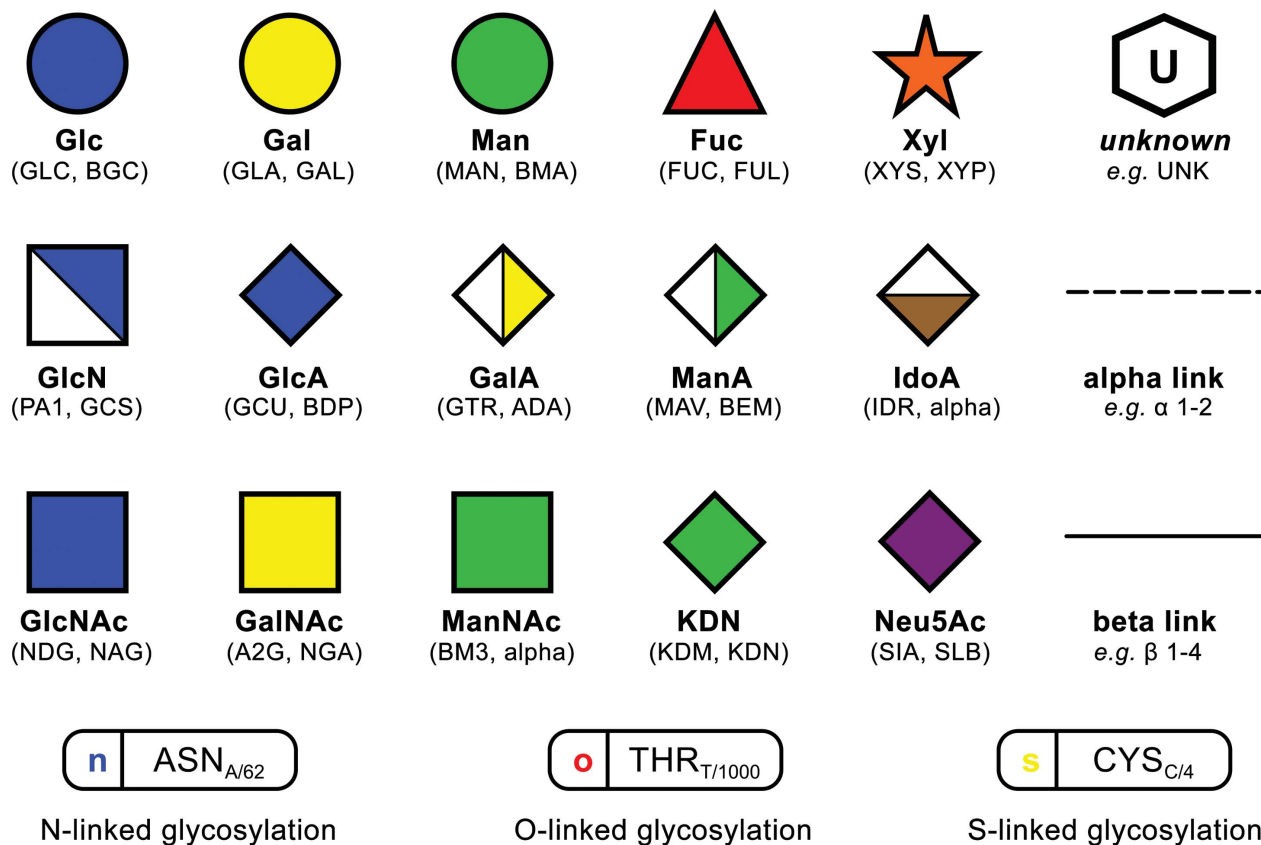 U
Glc Gal Man Fuc Xyl unknown
(GLC, BGC) (GLA, GAL) (MAN, BMA) (FUC, FUL) (XYS, XYP) e.g. UNK
GlcN GlcA GalA ManA IdoA alpha link
(PA1, GCS) (GCU, BDP) (GTR, ADA) (MAV, BEM) (IDR, alpha) e.g. α 1-2
GlcNAc GalNAc ManNAc KDN Neu5Ac beta link
(NDG, NAG) (A2G, NGA) (BM3, alpha) (KDM, KDN) (SIA, SLB) e.g. β 1-4
n ASN A/62 o THR T/1000 s CYS C/4
N-linked glycosylation O-linked glycosylation S-linked glycosylation